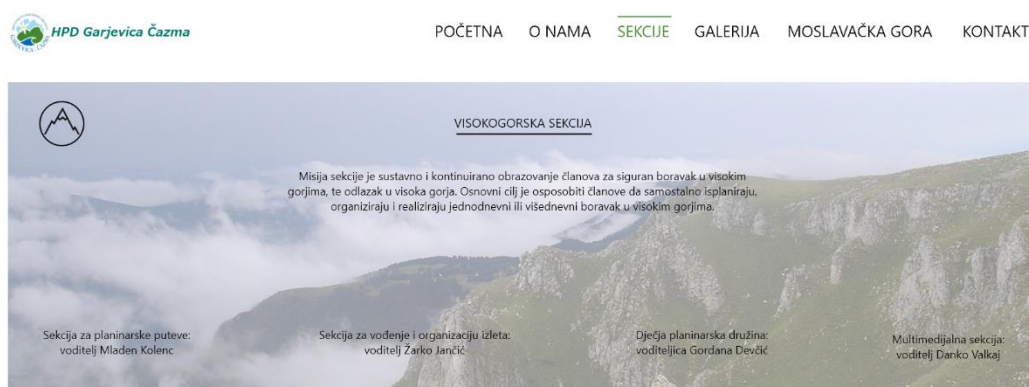 HPD Garjevica Čazma
POČETNA O NAMA SEKCIJE GALERIJA MOSLAVAČKA GORA KONTAKT
VISOKOGORSKA SEKCIJA
Misija sekcije je sustavno i kontinuirano obrazovanje članova za siguran boravak u visokim
gorjima, te odlazak u visoka gorja. Osnovni cilj je osposobiti članove da samostalno isplaniraju,
organiziraju i realiziraju jednodnevni ili višednevni boravak u visokim gorjima.
Sekcija za planinarske puteve:
voditelj Mladen Kolenc
Sekcija za vođenje i organizaciju izleta:
voditelj Žarko Jančić
Dječja planinarska družina:
voditeljica Gordana Devčić
Multimedijalna sekcija:
voditelj Danko Valkaj